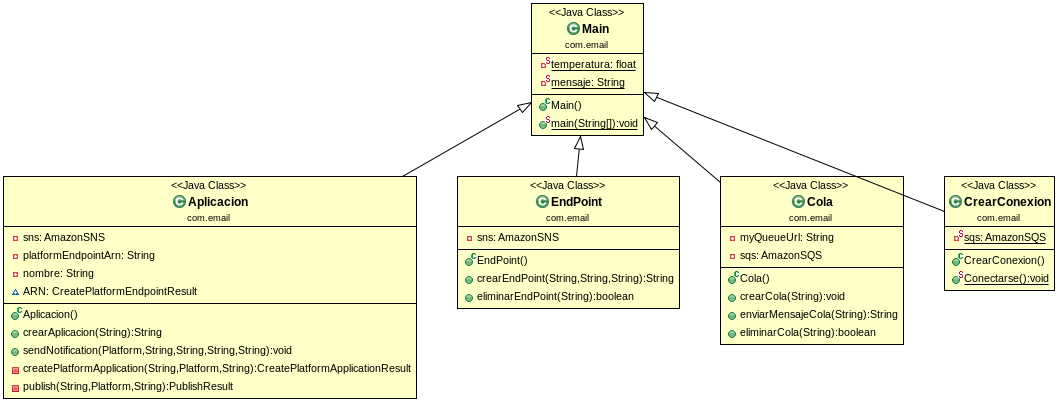 <<Java Class>>
Main
com.email
temperatura: float
mensaje: String
Main()
main(String[]):void
<<Java Class>>
Aplicacion
com.email
sns: AmazonSNS
platformEndpointArn: String
nombre: String
ARN: CreatePlatformEndpointResult
Aplicacion()
crearAplicacion(String):String
sendNotification(Platform,String,String,String,String):void
createPlatformApplication(String,Platform,String):CreatePlatformApplicationResult
publish(String,Platform,String):PublishResult
<<Java Class>>
EndPoint
com.email
sns: AmazonSNS
EndPoint()
crearEndPoint(String,String,String):String
eliminarEndPoint(String):boolean
<<Java Class>>
Cola
com.email
myQueueUrl: String
sqs: AmazonSQS
Cola()
crearCola(String):void
enviarMensajeCola(String):String
eliminarCola(String):boolean
<<Java Class>>
CrearConexion
com.email
sqs: AmazonSQS
CrearConexion()
Conectarse():void